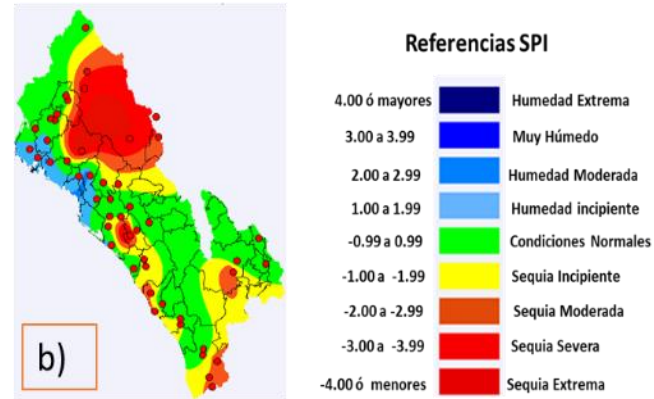 Referencias SPI
4.00 ó mayores Humedad Extrema
3.00 a 3.99 Muy Húmedo
2.00 a 2.99 Humedad Moderada
1.00 a 1.99 Humedad incipiente
-0.99 a 0.99 Condiciones Normales
-1.00 a -1.99 Sequia Incipiente
-2.00 a -2.99 Sequia Moderada
-3.00 a -3.99 Sequia Severa
-4.00 ó menores Sequia Extrema
b)